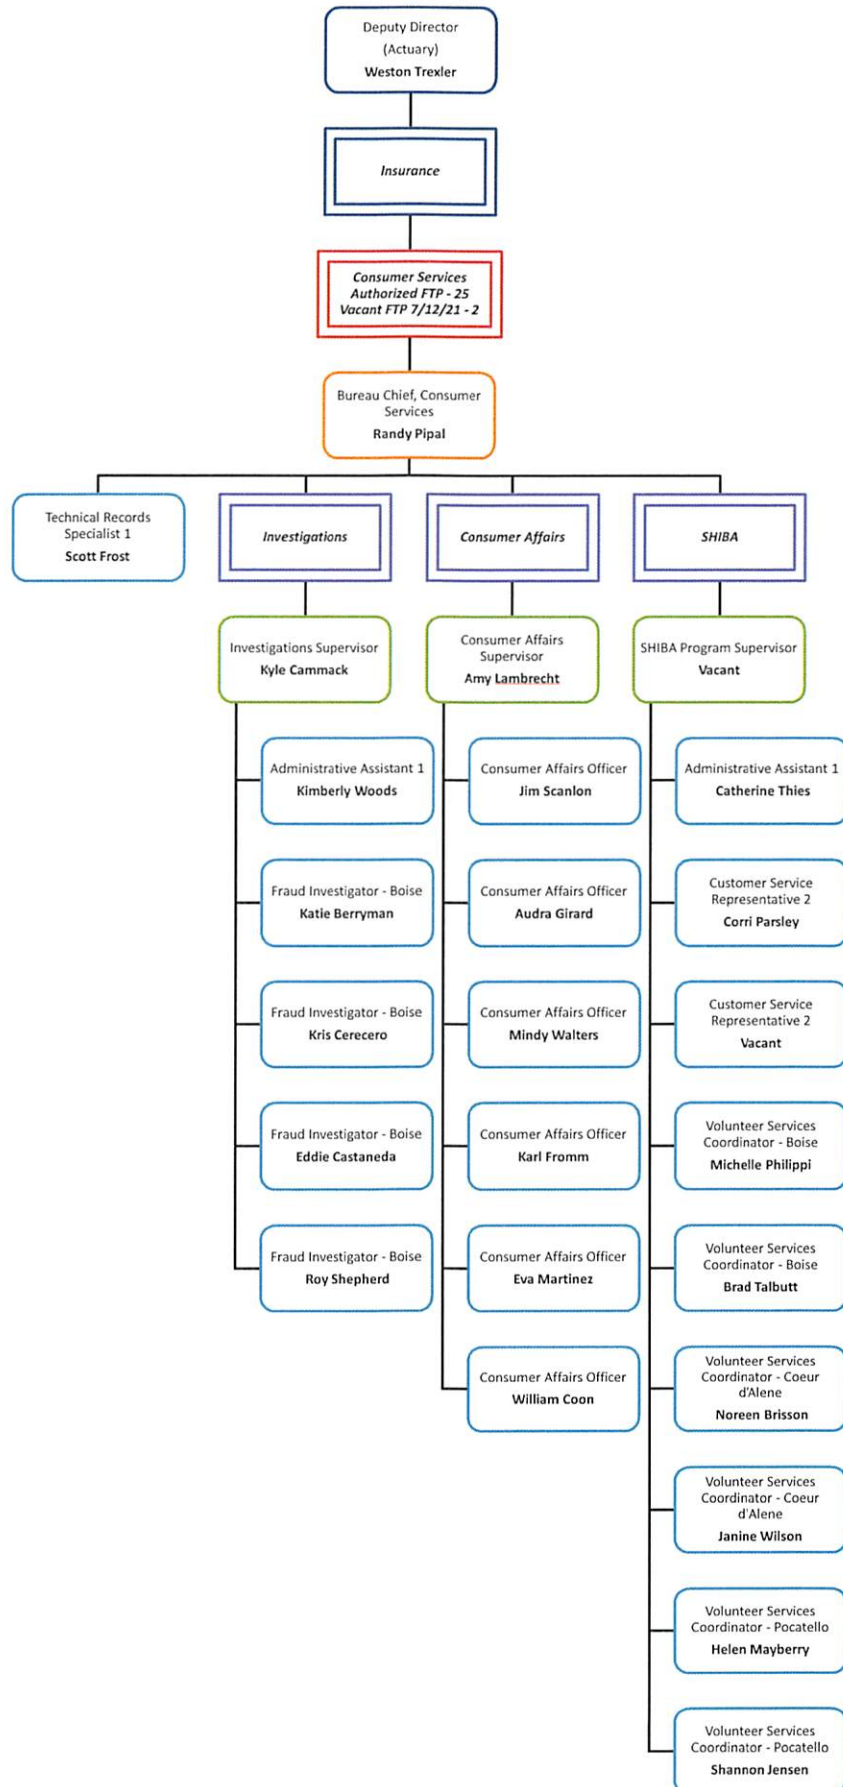 Deputy Director
(Actuary)
Weston Trexler
Insurance
Consumer Services
Authorized FTP - 25
Vacant FTP 7/12/21 - 2
Bureau Chief, Consumer
Services
Randy Pipal
Technical Records
Specialist 1
Scott Frost
Investigations
Consumer Affairs
SHIBA
Investigations Supervisor
Kyle Cammack
Consumer Affairs
Supervisor
Amy Lambrecht
SHIBA Program Supervisor
Vacant
Administrative Assistant 1
Kimberly Woods
Consumer Affairs Officer
Jim Scanlon
Administrative Assistant 1
Catherine Thies
Fraud Investigator - Boise
Katie Berryman
Consumer Affairs Officer
Audra Girard
Customer Service
Representative 2
Corri Parsley
Fraud Investigator - Boise
Kris Cerecero
Consumer Affairs Officer
Mindy Walters
Customer Service
Representative 2
Vacant
Fraud Investigator - Boise
Eddie Castaneda
Consumer Affairs Officer
Karl Fromm
Volunteer Services
Coordinator - Boise
Michelle Philippi
Fraud Investigator - Boise
Roy Shepherd
Consumer Affairs Officer
Eva Martinez
Volunteer Services
Coordinator - Boise
Brad Talbutt
Consumer Affairs Officer
William Coon
Volunteer Services
Coordinator - Coeur
d'Alene
Noreen Brisson
Volunteer Services
Coordinator - Coeur
d'Alene
Janine Wilson
Volunteer Services
Coordinator - Pocatello
Helen Mayberry
Volunteer Services
Coordinator - Pocatello
Shannon Jensen